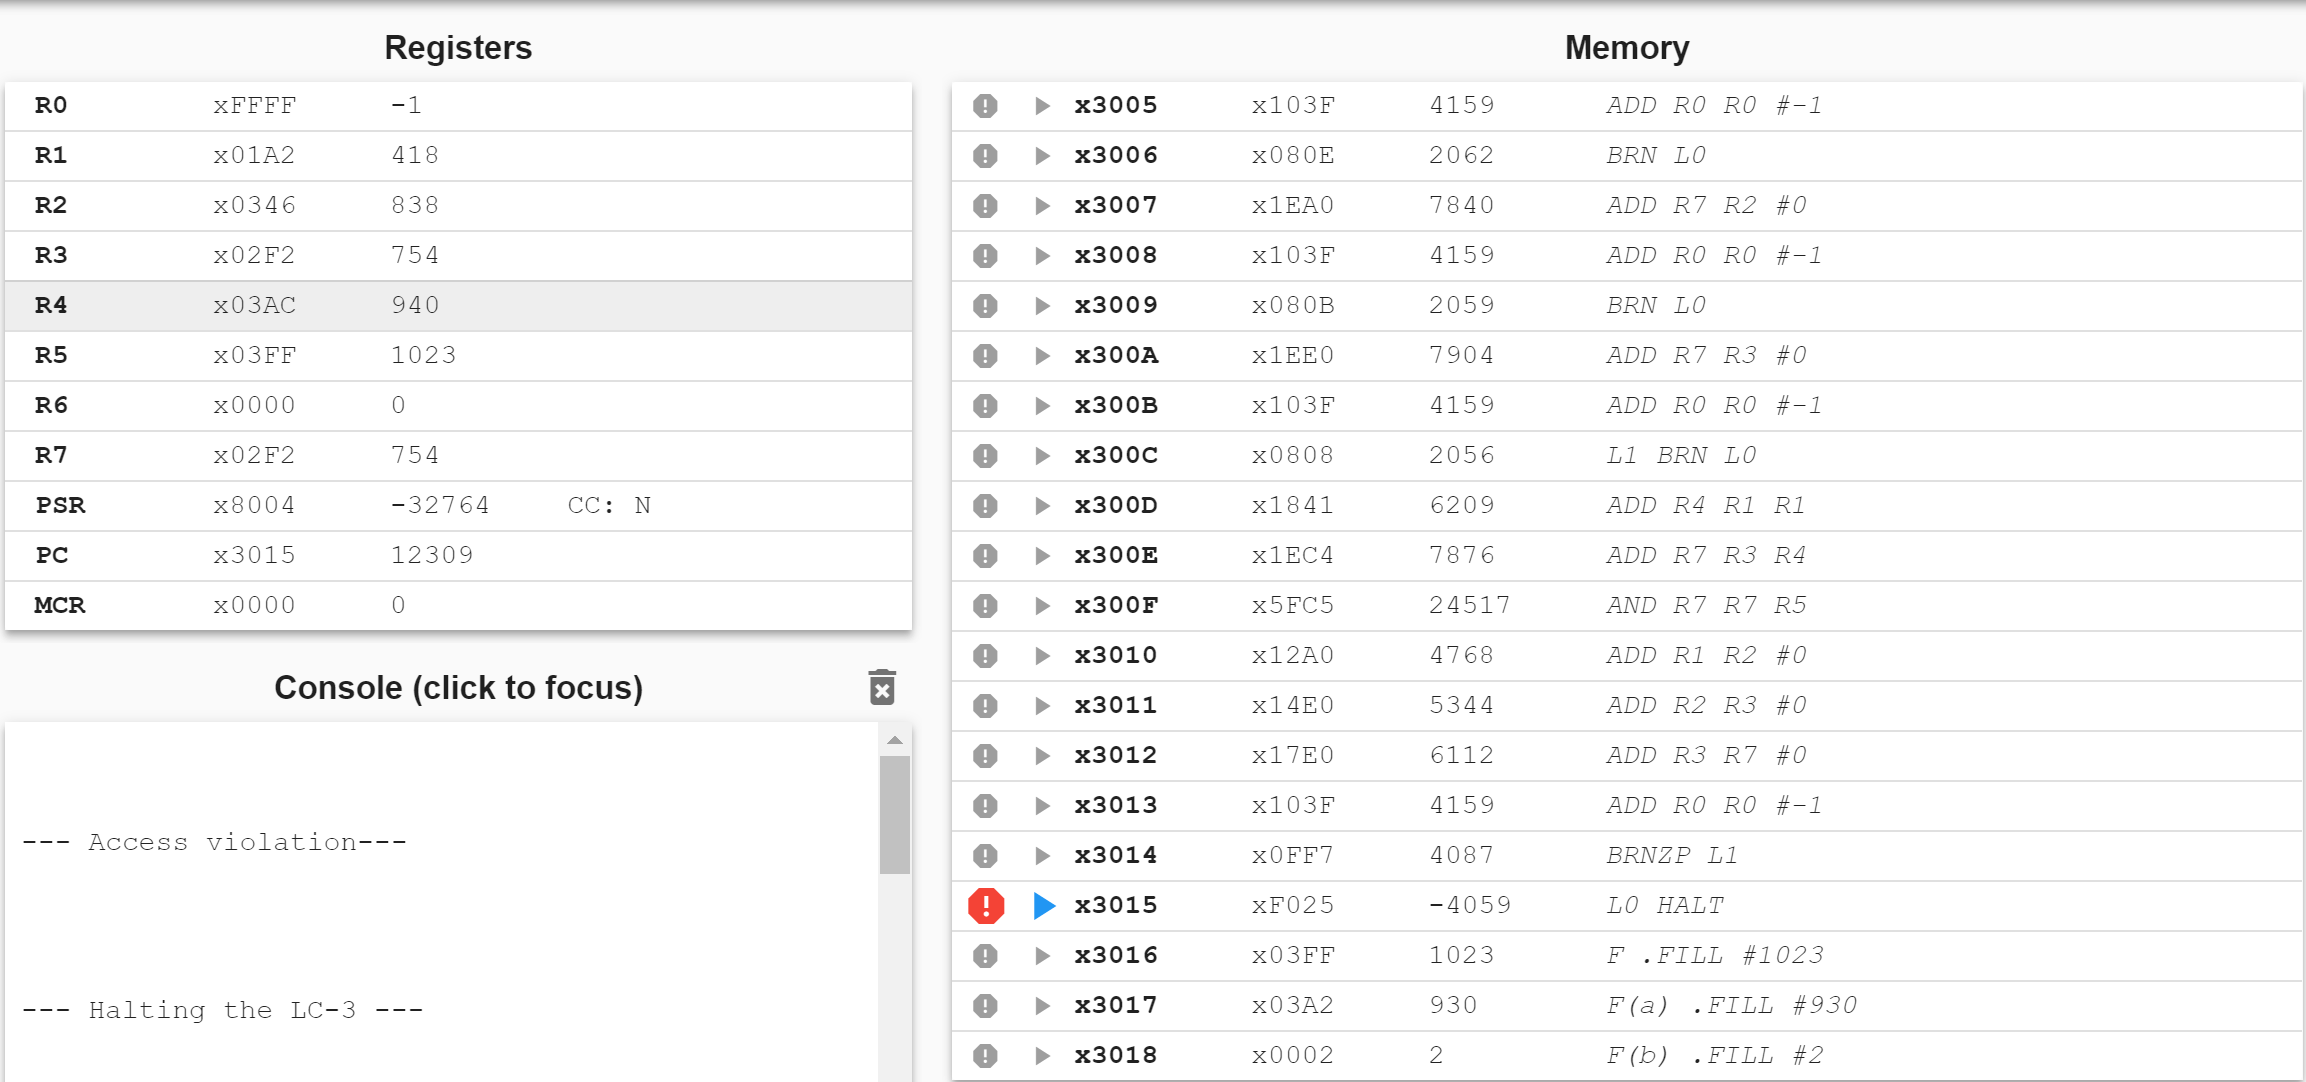 Registers
R0 xFFFF -1
R1 x01A2 418
R2 x0346 838
R3 x02F2 754
R4 x03AC 940
R5 x03FF 1023
R6 x0000 0
R7 x02F2 754
PSR x8004 -32764 CC: N
PC x3015 12309
MCR x0000 0
Console (click to focus)
--- Access violation---
--- Halting the LC-3 ---
Memory
x3005 x103F 4159 ADD R0 R0 #-1
x3006 x080E 2062 BRN L0
x3007 x1EA0 7840 ADD R7 R2 #0
x3008 x103F 4159 ADD R0 R0 #-1
x3009 x080B 2059 BRN L0
x300A x1EE0 7904 ADD R7 R3 #0
x300B x103F 4159 ADD R0 R0 #-1
x300C x0808 2056 L1 BRN L0
x300D x1841 6209 ADD R4 R1 R1
x300E x1EC4 7876 ADD R7 R3 R4
x300F x5FC5 24517 AND R7 R7 R5
x3010 x12A0 4768 ADD R1 R2 #0
x3011 x14E0 5344 ADD R2 R3 #0
x3012 x17E0 6112 ADD R3 R7 #0
x3013 x103F 4159 ADD R0 R0 #-1
x3014 x0FF7 4087 BRNZP L1
x3015 xF025 -4059 L0 HALT
x3016 x03FF 1023 F .FILL #1023
x3017 x03A2 930 F(a) .FILL #930
x3018 x0002 2 F(b) .FILL #2